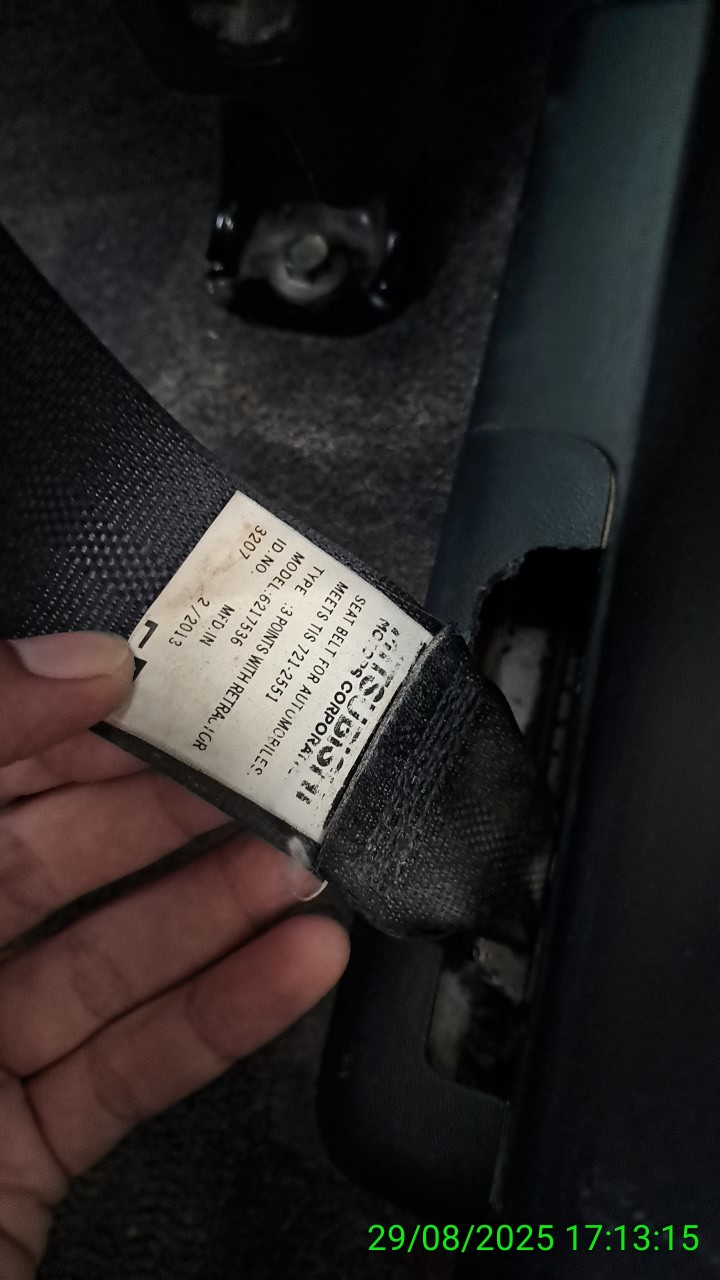 MITSUBISHI
MOTORS CORPORATION
SEAT BELT FOR AUTOMOBILES.
MEETS TIS 721-2551
TYPE :3 POINTS WITH RETRACTOR
MODEL.6217536
ID.NO.
3207
MFD.IN
2/2013
L
29/08/2025 17:13:15